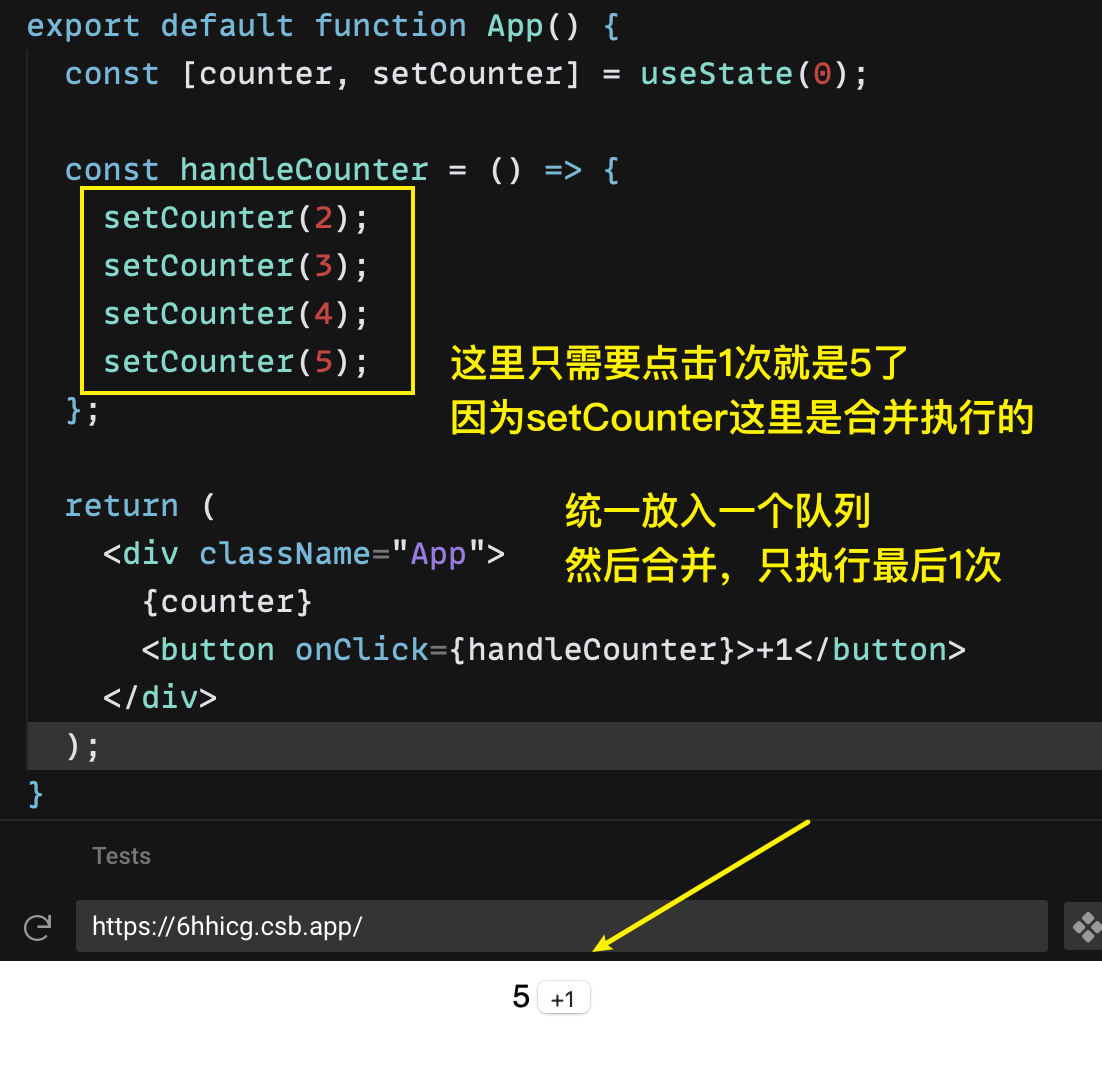 export default function App() {
const [counter, setCounter] = useState(0);
const handleCounter = () => {
setCounter(2);
setCounter(3);
setCounter(4);
setCounter(5);
};
这里只需要点击1次就是5了
因为setCounter这里是合并执行的
return (
统一放入一个队列
<div className="App">
然后合并，只执行最后1次
{counter}
<button onClick={handleCounter}>+1</button>
</div>
);
}
Tests
https://6hhicg.csb.app/
5 +1